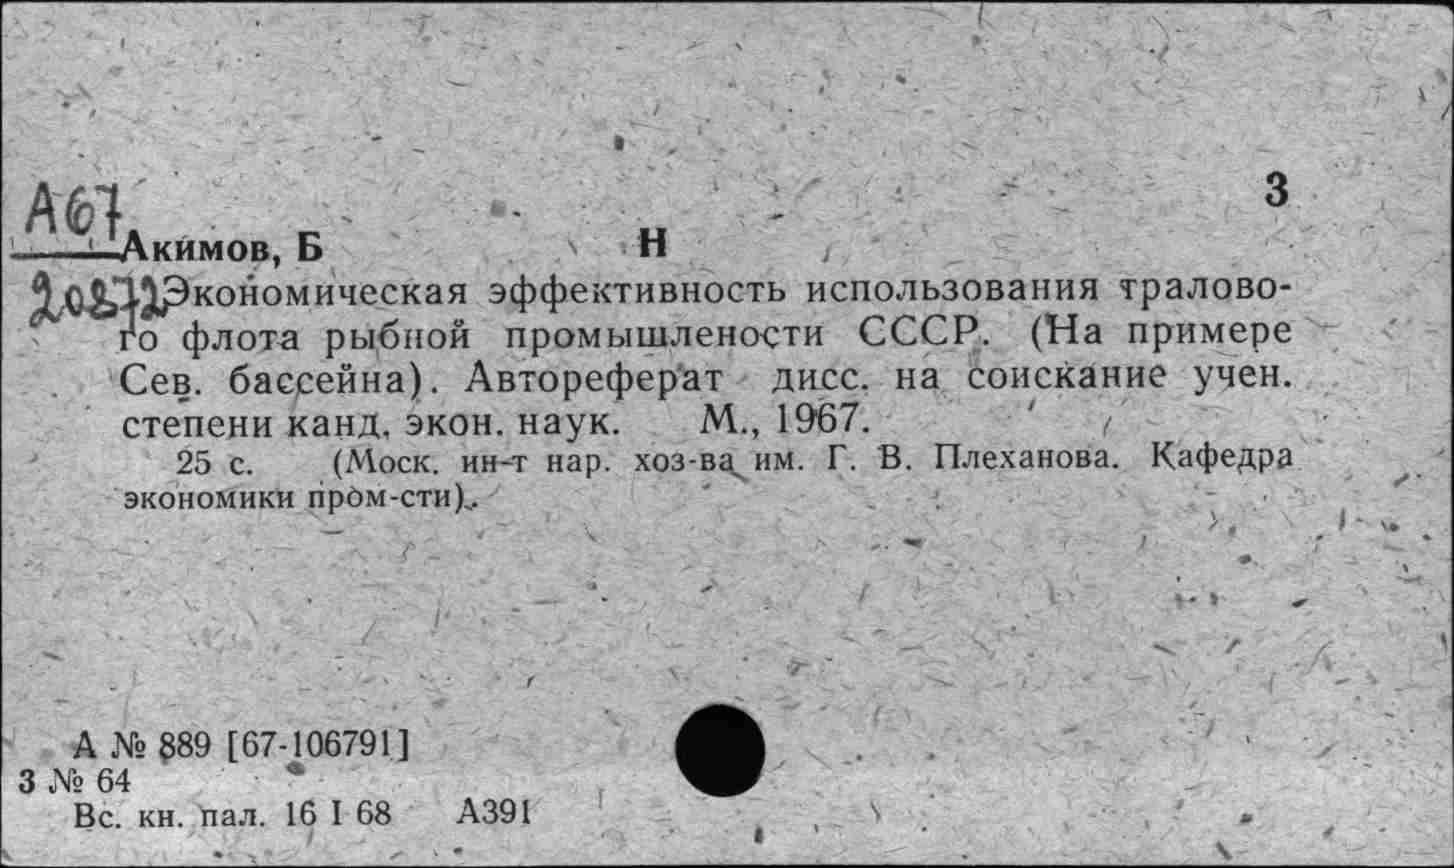 3
А67
Акимов, Б Н
20872
Экономическая эффективность использования тралово-
го флота рыбной промышлености СССР. (На примере
Сев. бассейна). Автореферат дисс. на соискание учен.
степени канд. экон. наук. М., 1967.
25 с. (Моск. ин-т нар. хоз-ва им. Г. В. Плеханова. Кафедра
экономики пром-сти).
А № 889 [67-106791]
3 № 64
Вс. кн. пал. 16 I 68 А391